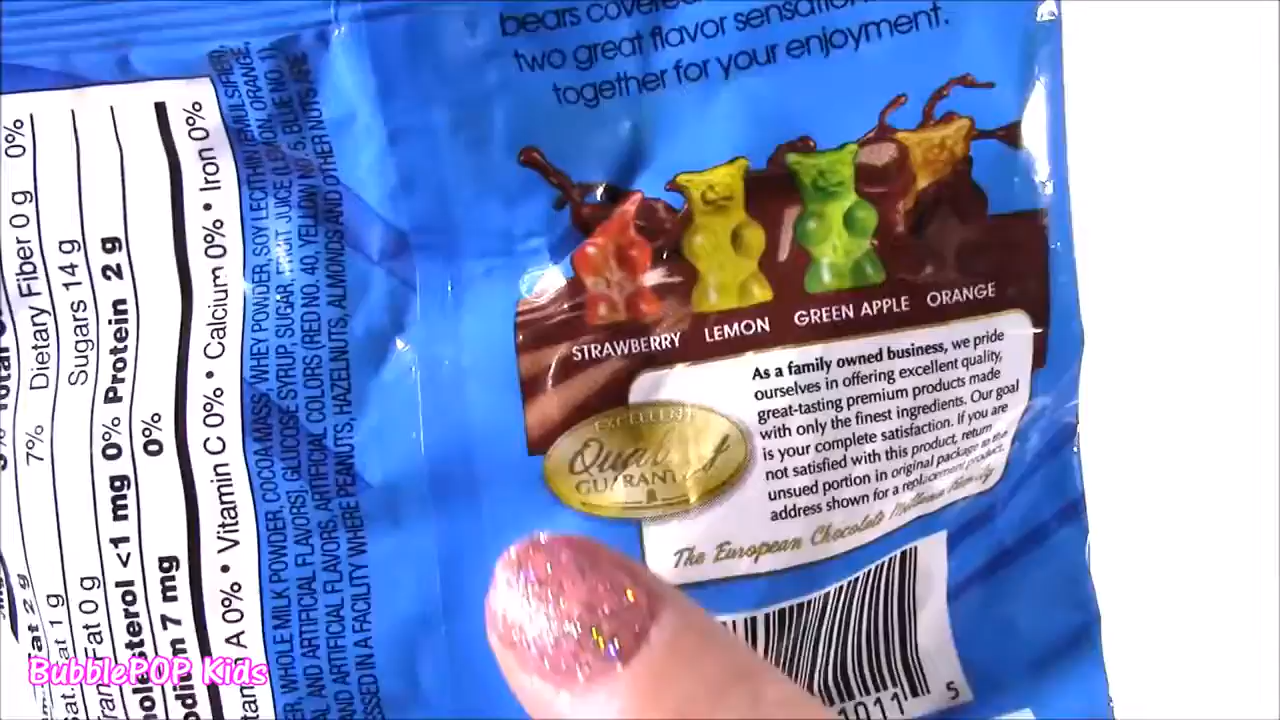 bears covered
two great flavor sensations
together for your enjoyment.
STRAWBERRY LEMON GREEN APPLE ORANGE
As a family owned business, we pride
ourselves in offering excellent quality,
great-tasting premium products made
with only the finest ingredients. Our goal
is your complete satisfaction. If you are
not satisfied with this product, return
unsued portion in original package to the
address shown for a replacement product.
The European Chocolate
EXCELLENT
Quality
GUARANT
1011 5
0%
7% Dietary Fiber 0 g
Sugars 14 g
0% Protein 2 g
Fat 2 g
Sat. Fat 1 g
Fat 0 g
holesterol <1 mg 0%
odium 7 mg 0%
A 0% • Vitamin C 0% • Calcium 0% • Iron 0%
ER, WHOLE MILK POWDER, COCOA MASS, WHEY POWDER, SOY LECITHIN (EMULSIFIER),
AL AND ARTIFICIAL FLAVORS), GLUCOSE SYRUP, SUGAR, FRUIT JUICE (LEMON, ORANGE,
AND ARTIFICIAL FLAVORS, ARTIFICIAL COLORS (RED NO. 40, YELLOW NO. 5, BLUE NO. 1)
ESSED IN A FACILITY WHERE PEANUTS, HAZELNUTS, ALMONDS AND OTHER NUTS ARE
BubblePOP Kids